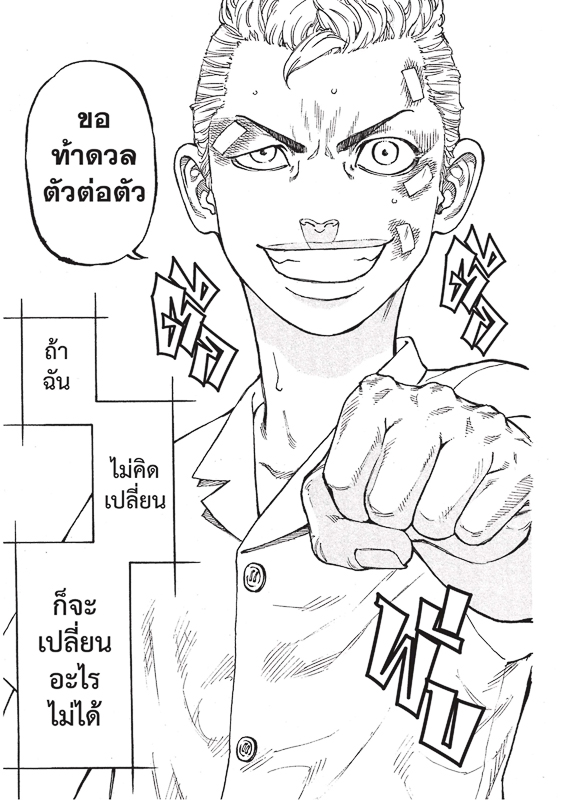 ขอ
ท้าดวล
ตัวต่อตัว
ถ้า
ฉัน
ไม่คิด
เปลี่ยน
ก็จะ
เปลี่ยน
อะไร
ไม่ได้